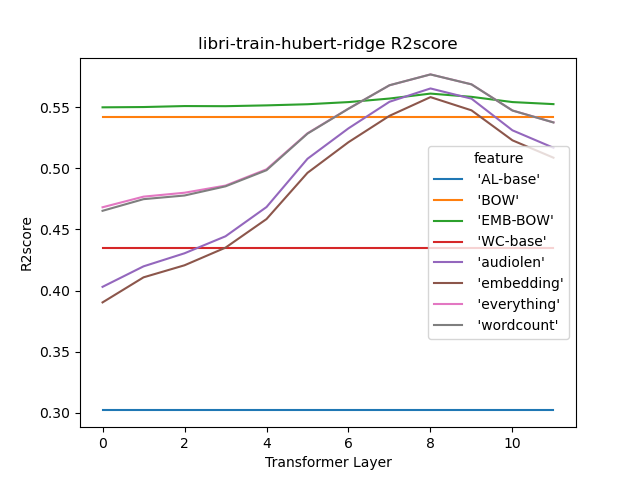 libri-train-hubert-ridge R2score
R2score
0.55
0.50
0.45
0.40
0.35
0.30
feature
'AL-base'
'BOW'
'EMB-BOW'
'WC-base'
'audiolen'
'embedding'
'everything'
'wordcount'
0 2 4 6 8 10
Transformer Layer